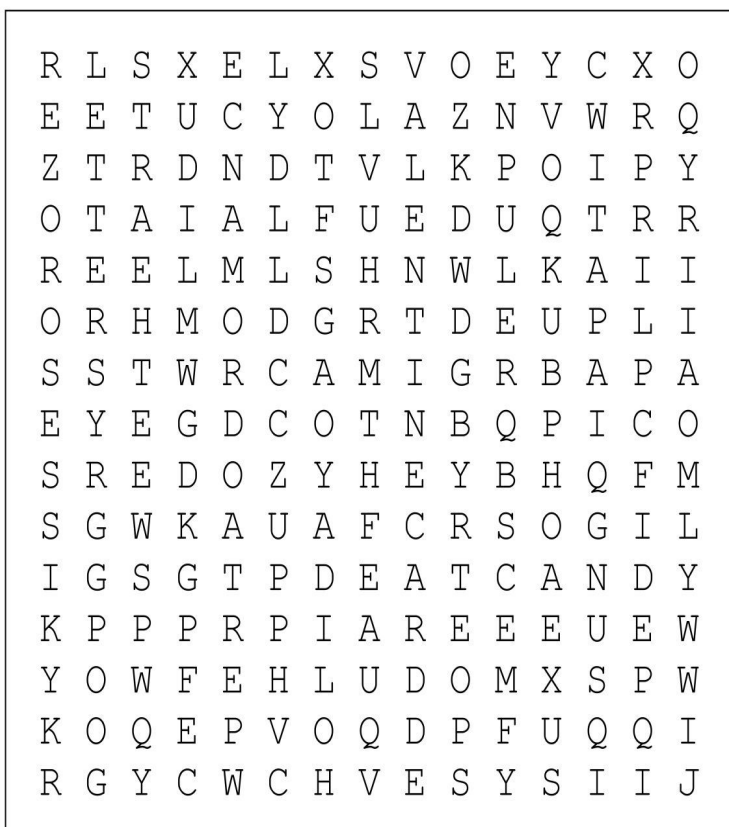 R L S X E L X S V O E Y C X O
E E T U C Y O L A Z N V W R Q
Z T R D N D T V L K P O I P Y
O T A I A L F U E D U Q T R R
R E E L M L S H N W L K A I I
O R H M O D G R T D E U P L I
S S T W R C A M I G R B A P A
E Y E G D C O T N B Q P I C O
S R E D O Z Y H E Y B H Q F M
S G W K A U A F C R S O G I L
I G S G T P D E A T C A N D Y
K P P P R P I A R E E E U E W
Y O W F E H L U D O M X S P W
K O Q E P V O Q D P F U Q Q I
R G Y C W C H V E S Y S I I J